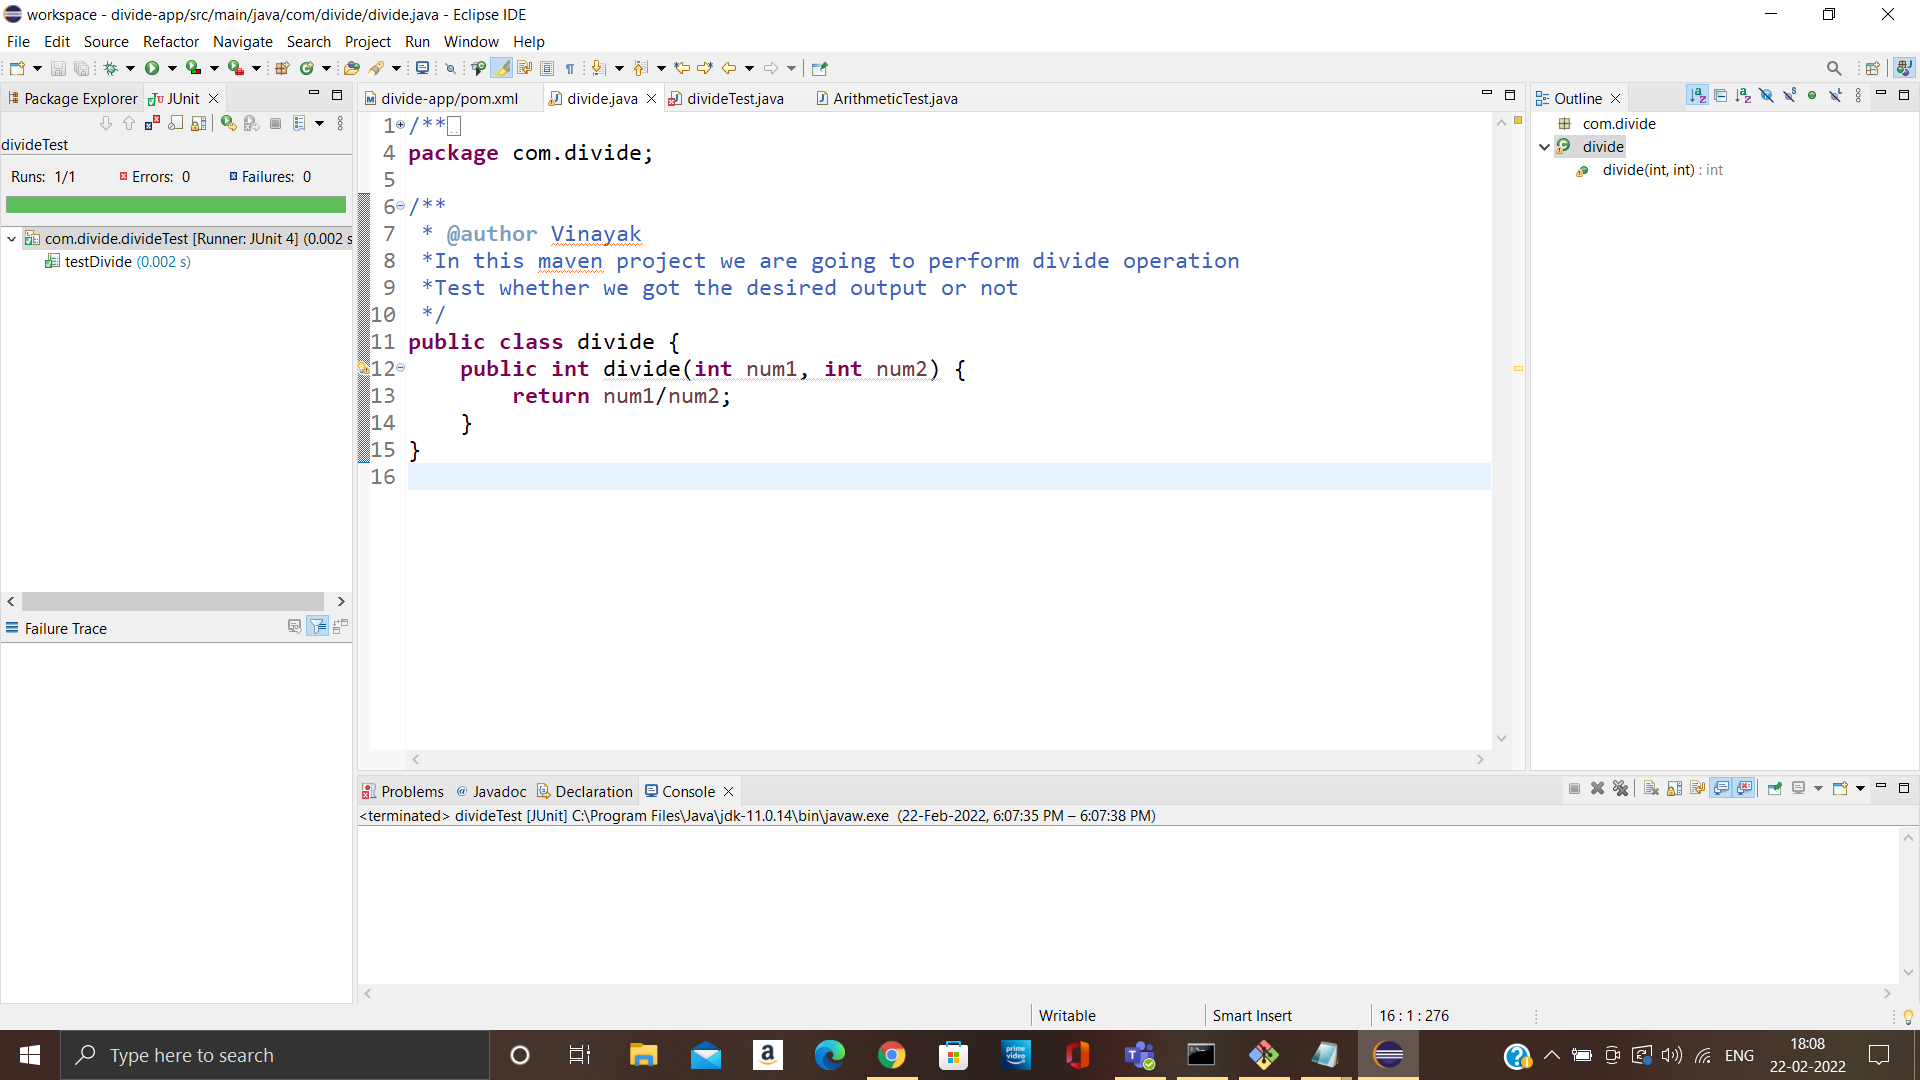 workspace - divide-app/src/main/java/com/divide/divide.java - Eclipse IDE
File Edit Source Refactor Navigate Search Project Run Window Help
Package Explorer JUnit
divideTest
Runs: 1/1 Errors: 0 Failures: 0
com.divide.divideTest [Runner: JUnit 4] (0.002 s
testDivide (0.002 s)
Failure Trace
divide-app/pom.xml divide.java divideTest.java ArithmeticTest.java
1 /**
4 package com.divide;
5
6 /**
7 * @author Vinayak
8 *In this maven project we are going to perform divide operation
9 *Test whether we got the desired output or not
10 */
11 public class divide {
12 public int divide(int num1, int num2) {
13 return num1/num2;
14 }
15 }
16
Outline
com.divide
divide
divide(int, int) : int
Problems @ Javadoc Declaration Console
<terminated> divideTest [JUnit] C:\Program Files\Java\jdk-11.0.14\bin\javaw.exe (22-Feb-2022, 6:07:35 PM – 6:07:38 PM)
Writable Smart Insert 16 : 1 : 276
Type here to search
prime video
ENG
18:08
22-02-2022